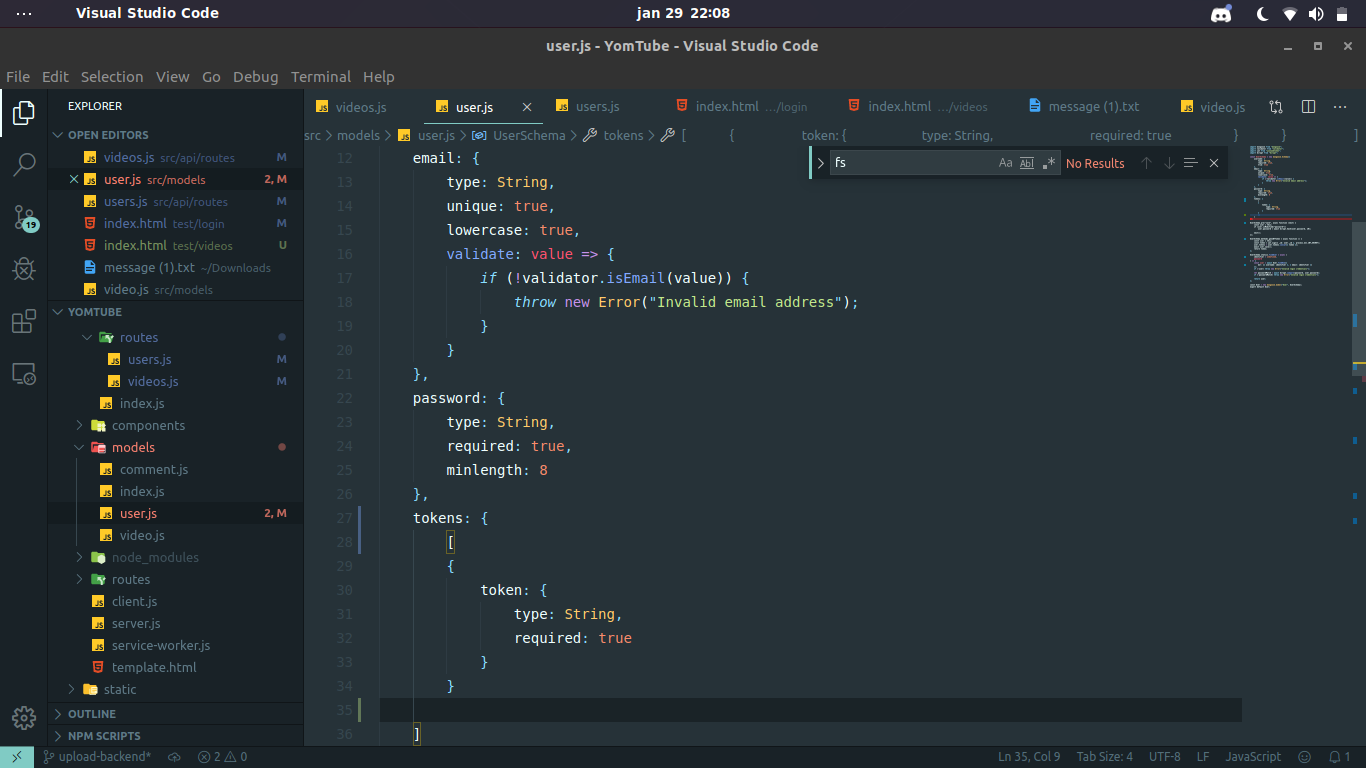 Visual Studio Code
jan 29 22:08
user.js - YomTube - Visual Studio Code
File Edit Selection View Go Debug Terminal Help
EXPLORER
OPEN EDITORS
videos.js src/api/routes M
user.js src/models 2, M
users.js src/api/routes M
index.html test/login
index.html test/videos U
message (1).txt ~/Downloads
video.js src/models
YOMTUBE
routes
users.js M
videos.js M
index.js
components
models
comment.js
index.js
user.js 2, M
video.js
node_modules
routes
client.js
server.js
service-worker.js
template.html
static
OUTLINE
NPM SCRIPTS
19
videos.js user.js users.js index.html .../login index.html .../videos message (1).txt video.js
src > models > user.js > UserSchema > tokens > [ { token: { type: String, required: true } } ]
fs Aa Abl .* No Results
12 email: {
13 type: String,
14 unique: true,
15 lowercase: true,
16 validate: value => {
17 if (!validator.isEmail(value)) {
18 throw new Error("Invalid email address");
19 }
20 }
21 },
22 password: {
23 type: String,
24 required: true,
25 minlength: 8
26 },
27 tokens: {
28 [
29 {
30 token: {
31 type: String,
32 required: true
33 }
34 }
35
36 ]
upload-backend* 2 0 Ln 35, Col 9 Tab Size: 4 UTF-8 LF JavaScript 1